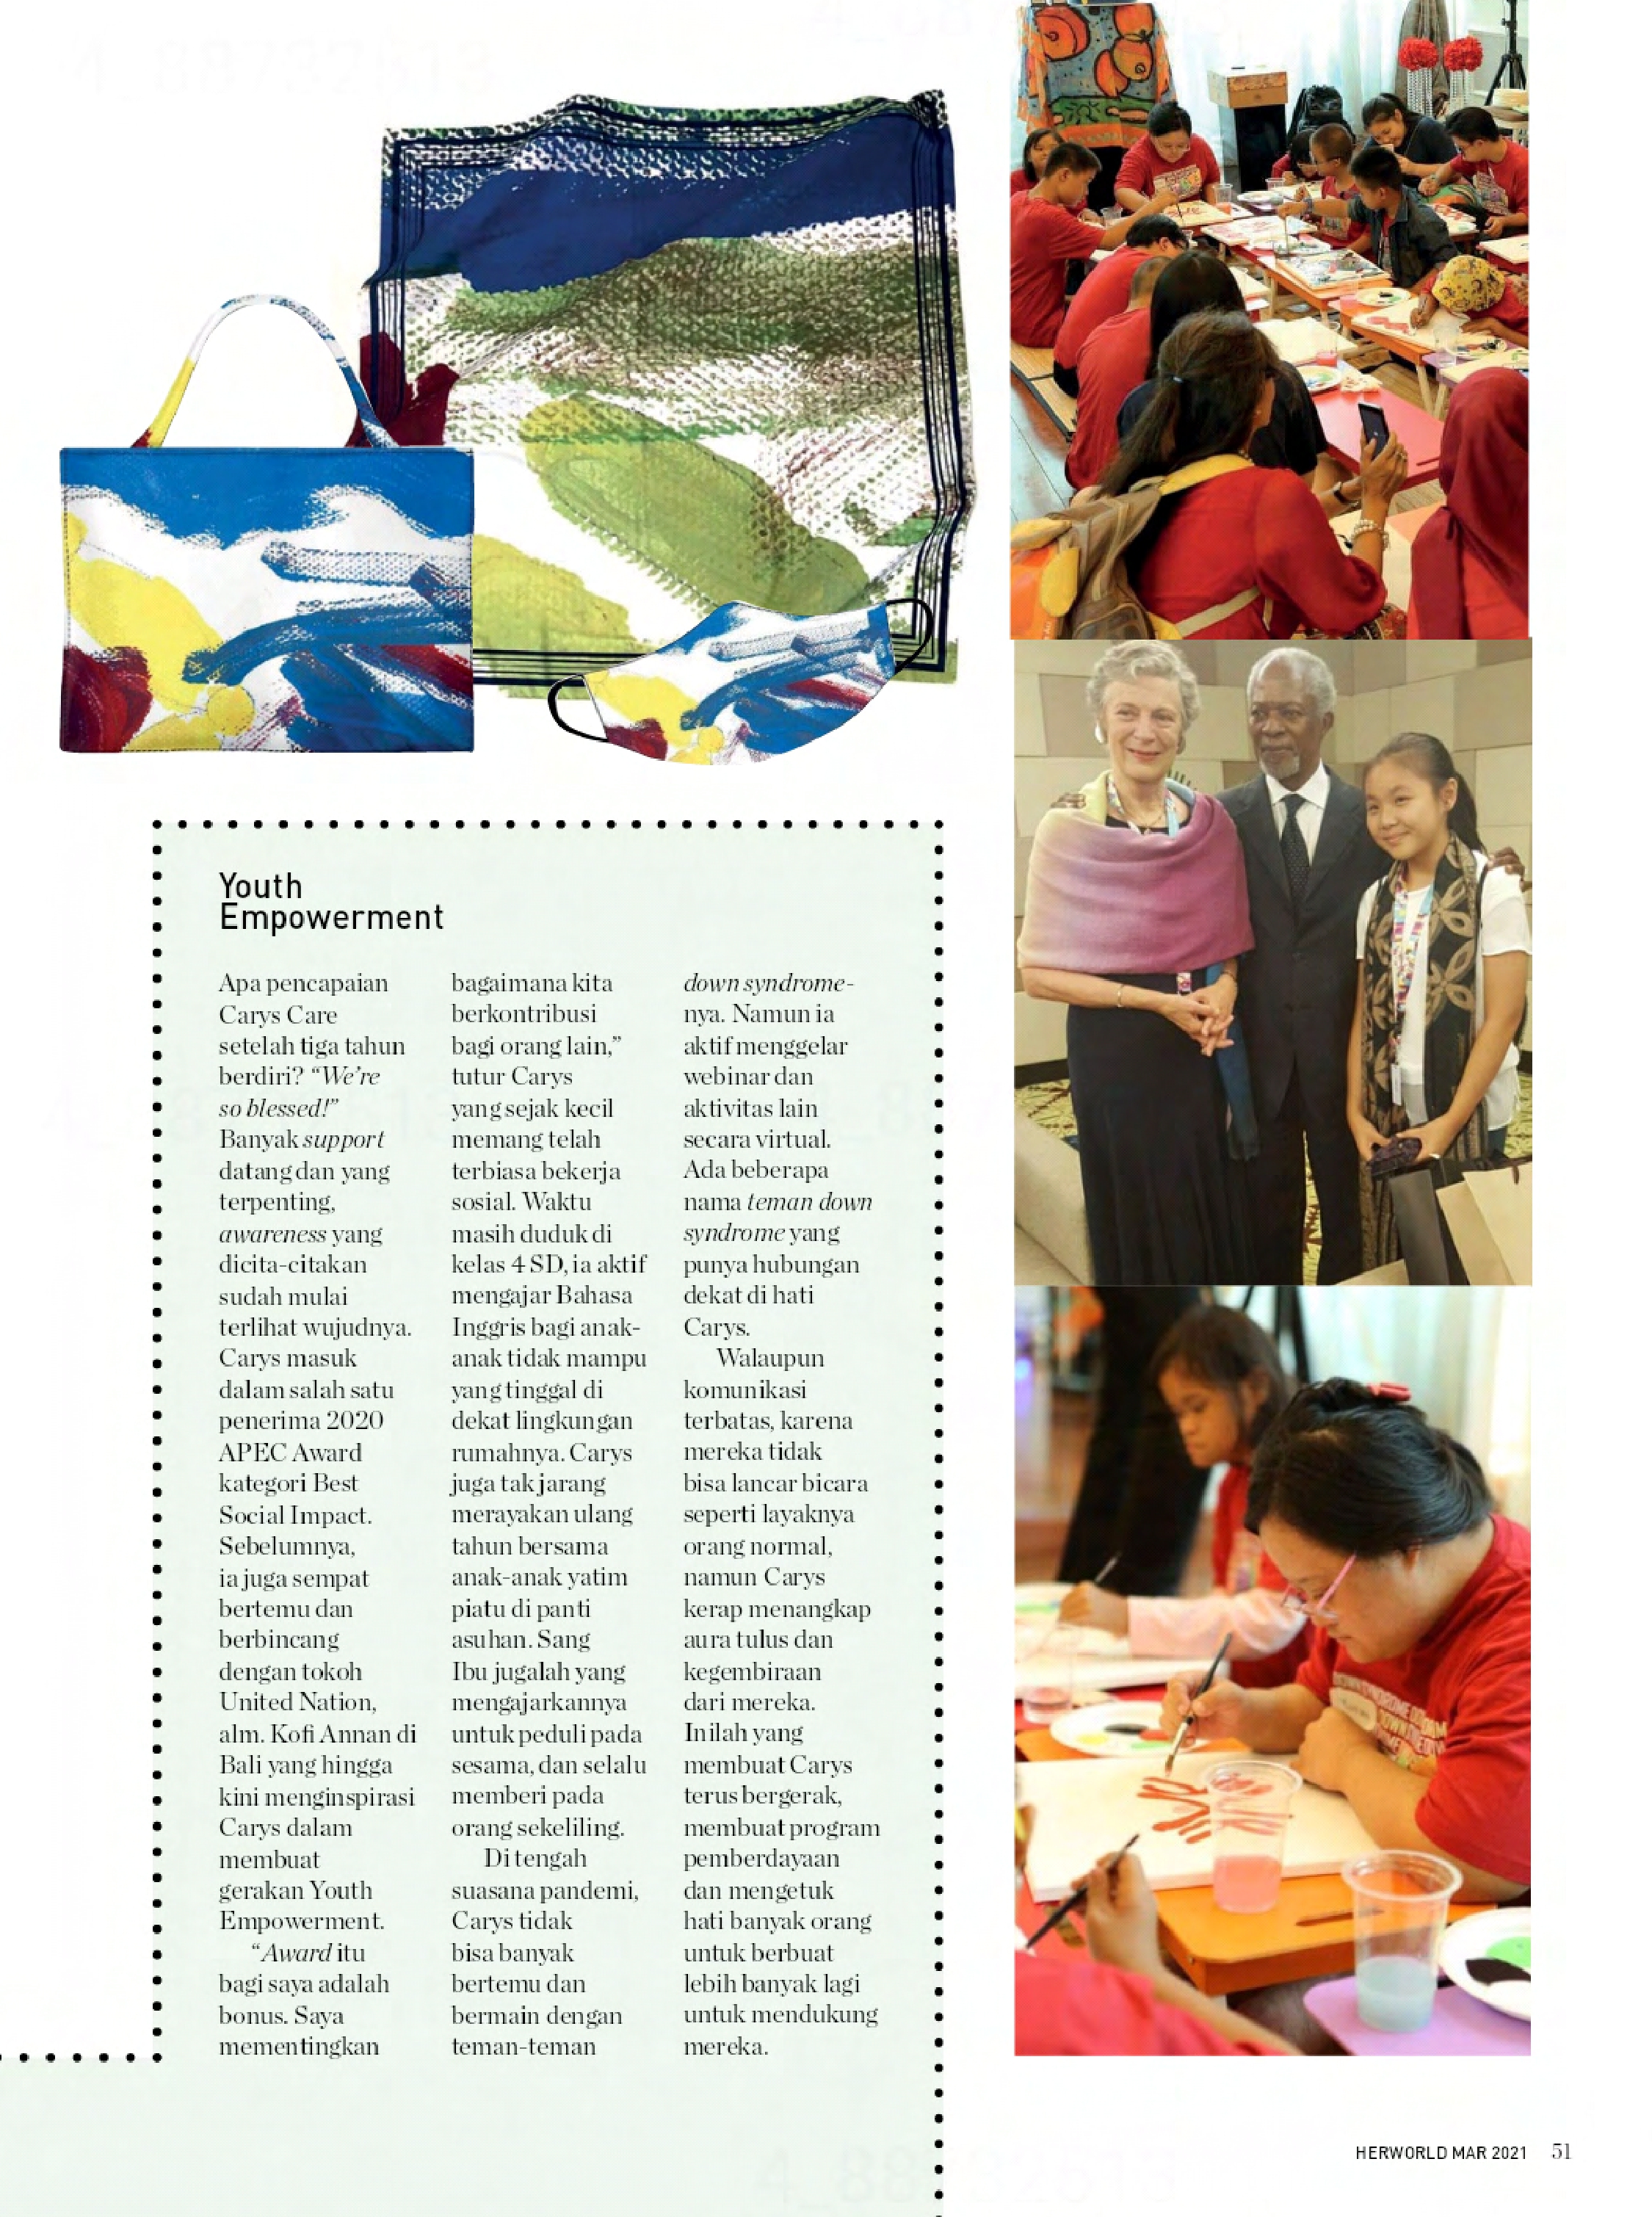 Youth
Empowerment
Apa pencapaian
Carys Care
setelah tiga tahun
berdiri? “We’re
so blessed!”
Banyak support
datang dan yang
terpenting,
awareness yang
dicita-citakan
sudah mulai
terlihat wujudnya.
Carys masuk
dalam salah satu
penerima 2020
APEC Award
kategori Best
Social Impact.
Sebelumnya,
ia juga sempat
bertemu dan
berbincang
dengan tokoh
United Nation,
alm. Kofi Annan di
Bali yang hingga
kini menginspirasi
Carys dalam
membuat
gerakan Youth
Empowerment.
“Award itu
bagi saya adalah
bonus. Saya
mementingkan
bagaimana kita
berkontribusi
bagi orang lain,”
tutur Carys
yang sejak kecil
memang telah
terbiasa bekerja
sosial. Waktu
masih duduk di
kelas 4 SD, ia aktif
mengajar Bahasa
Inggris bagi anak-
anak tidak mampu
yang tinggal di
dekat lingkungan
rumahnya. Carys
juga tak jarang
merayakan ulang
tahun bersama
anak-anak yatim
piatu di panti
asuhan. Sang
Ibu jugalah yang
mengajarkannya
untuk peduli pada
sesama, dan selalu
memberi pada
orang sekeliling.
Di tengah
suasana pandemi,
Carys tidak
bisa banyak
bertemu dan
bermain dengan
teman-teman
down syndrome-
nya. Namun ia
aktif menggelar
webinar dan
aktivitas lain
secara virtual.
Ada beberapa
nama teman down
syndrome yang
punya hubungan
dekat di hati
Carys.
Walaupun
komunikasi
terbatas, karena
mereka tidak
bisa lancar bicara
seperti layaknya
orang normal,
namun Carys
kerap menangkap
aura tulus dan
kegembiraan
dari mereka.
Inilah yang
membuat Carys
terus bergerak,
membuat program
pemberdayaan
dan mengetuk
hati banyak orang
untuk berbuat
lebih banyak lagi
untuk mendukung
mereka.
HERWORLD MAR 2021 51